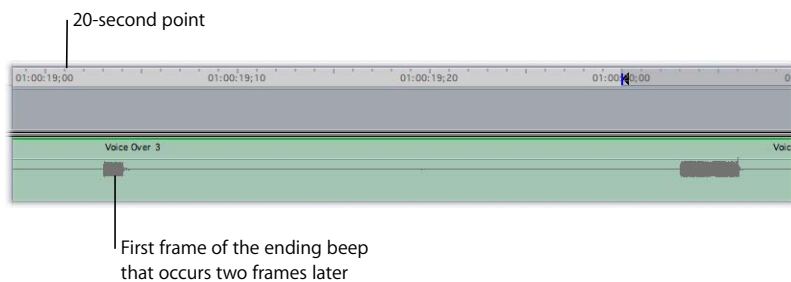 20-second point
01:00:19;00 01:00:19;10 01:00:19;20
Voice Over 3 Voic
First frame of the ending beep
that occurs two frames later